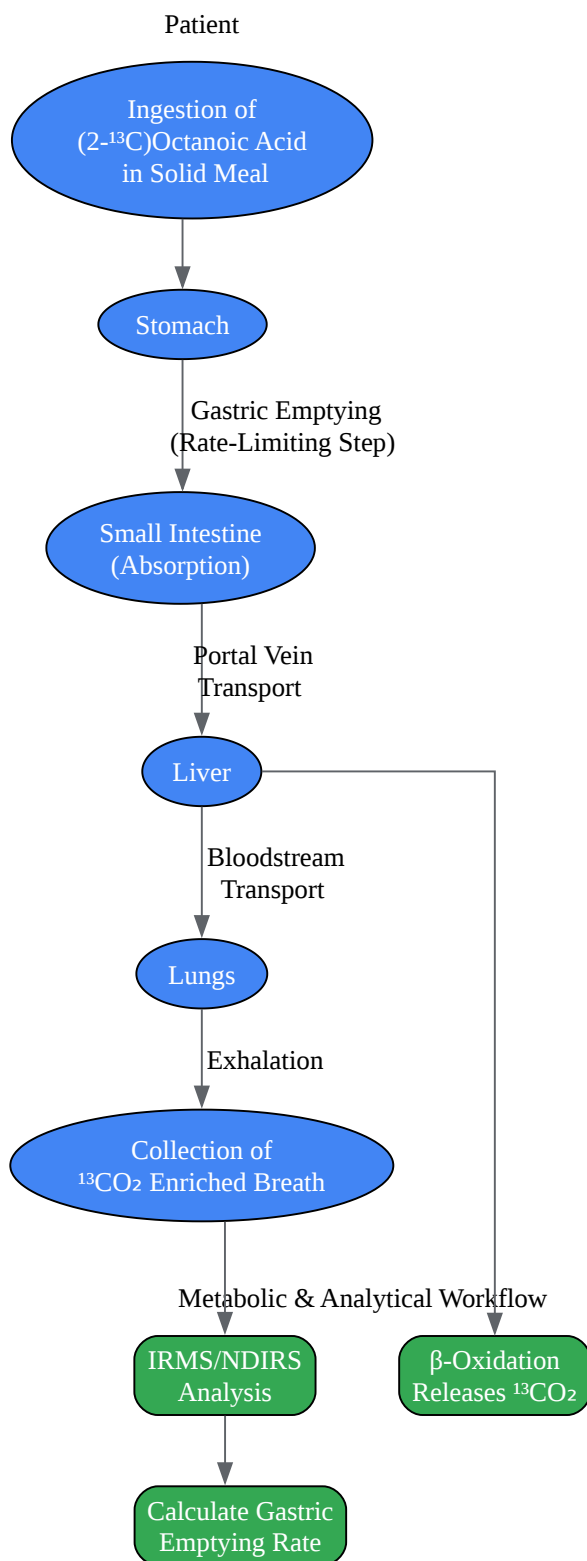 Patient
Ingestion of
(2-¹³C)Octanoic Acid
in Solid Meal
Stomach
Gastric Emptying
(Rate-Limiting Step)
Small Intestine
(Absorption)
Portal Vein
Transport
Liver
Bloodstream
Transport
Lungs
Exhalation
Collection of
¹³CO₂ Enriched Breath
Metabolic & Analytical Workflow
IRMS/NDIRS
Analysis
β-Oxidation
Releases ¹³CO₂
Calculate Gastric
Emptying Rate